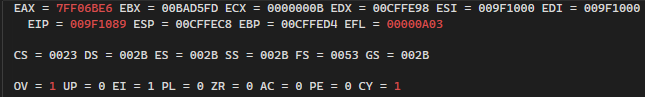 EAX = 7FF06BE6 EBX = 00BAD5FD ECX = 0000000B EDX = 00CFFE98 ESI = 009F1000 EDI = 009F1000
EIP = 009F1089 ESP = 00CFFEC8 EBP = 00CFFED4 EFL = 00000A03
CS = 0023 DS = 002B ES = 002B SS = 002B FS = 0053 GS = 002B
OV = 1 UP = 0 EI = 1 PL = 0 ZR = 0 AC = 0 PE = 0 CY = 1